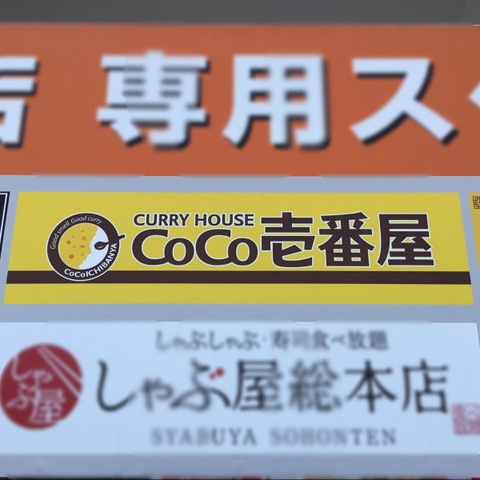 専用ス
Good smell, Good curry
CoCoICHIBANYA
CURRY HOUSE
CoCo壱番屋
しゃぶしゃぶ・寿司食べ放題
しゃぶ屋
しゃぶ屋総本店
SYABUYA SOHONTEN